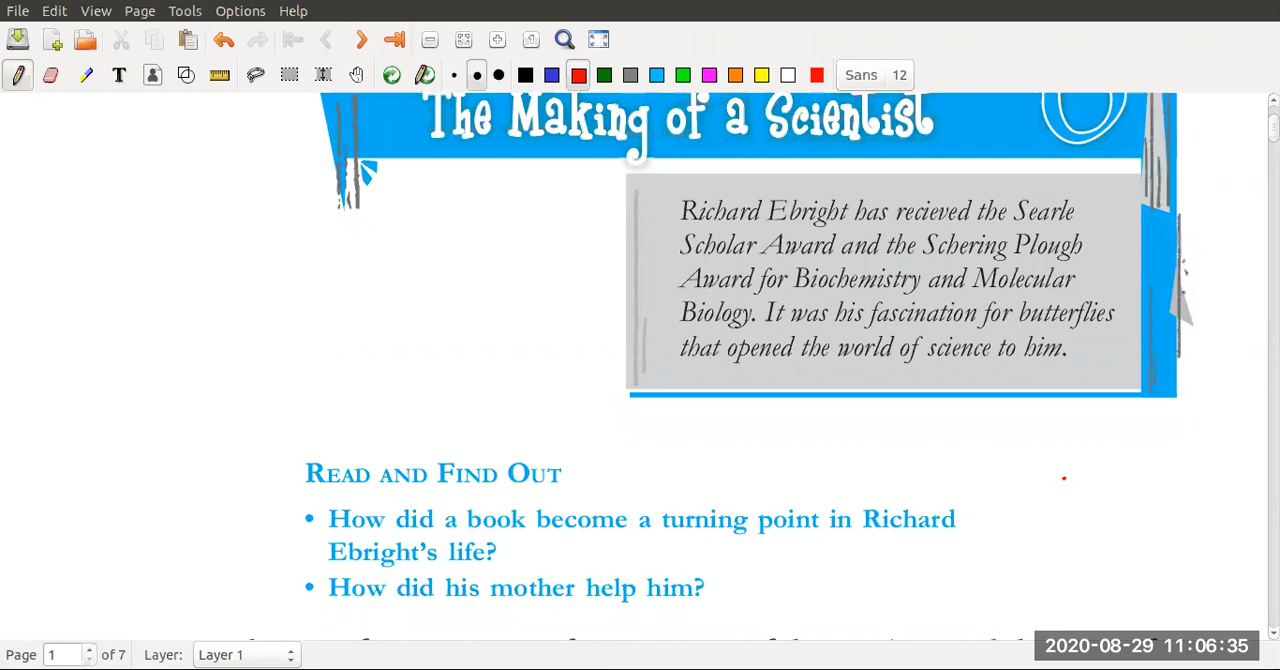 File Edit View Page Tools Options Help
T Sans 12
The Making of a Scientist
Richard Ebright has recieved the Searle
Scholar Award and the Schering Plough
Award for Biochemistry and Molecular
Biology. It was his fascination for butterflies
that opened the world of science to him.
READ AND FIND OUT
• How did a book become a turning point in Richard
Ebright's life?
• How did his mother help him?
Page 1 of 7 Layer: Layer 1
2020-08-29 11:06:35